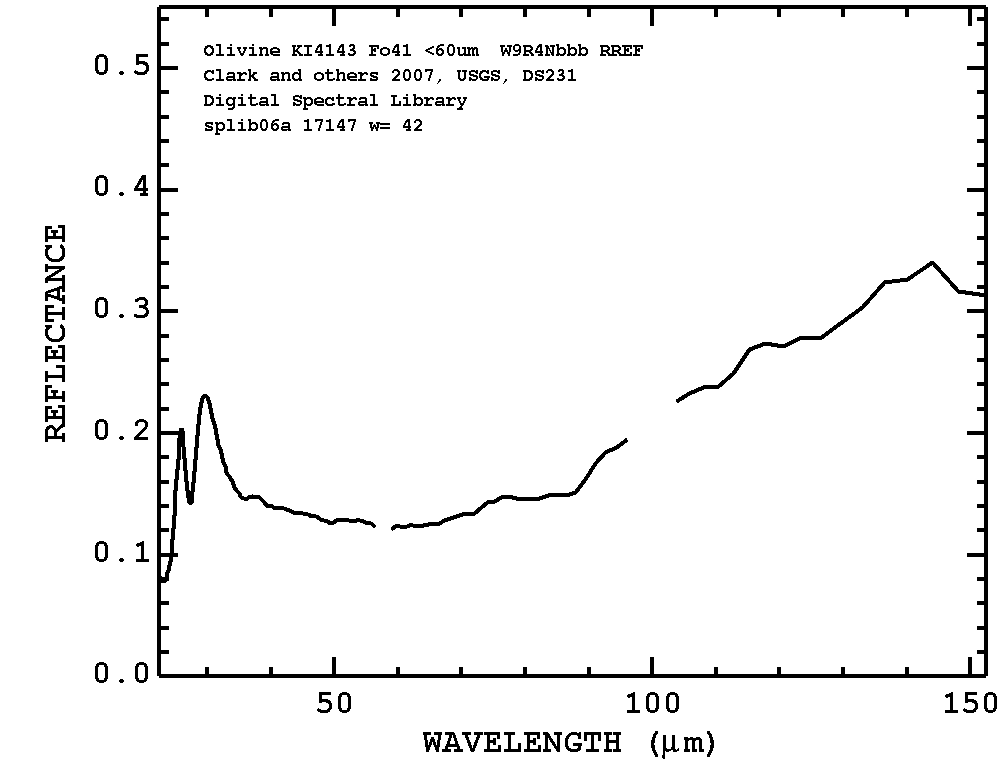 Olivine KI4143 Fo41 <60um W9R4Nbbb RREF
Clark and others 2007, USGS, DS231
Digital Spectral Library
splib06a 17147 w= 42
0.5
0.4
0.3
0.2
0.1
0.0
REFLECTANCE
50
100
150
WAVELENGTH (μm)